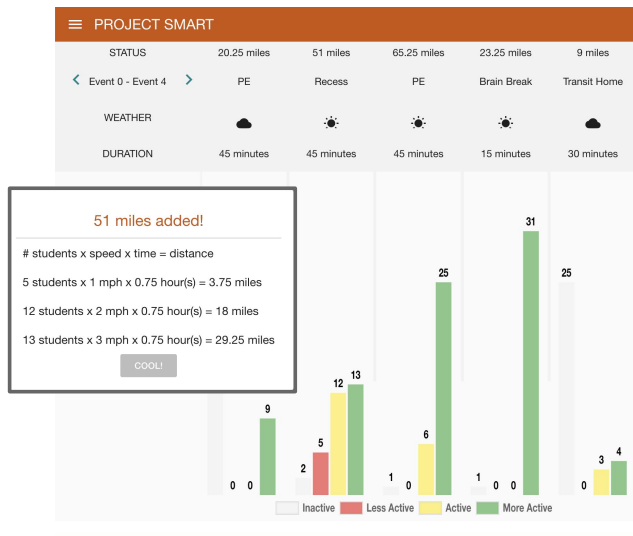 PROJECT SMART
STATUS 20.25 miles 51 miles 65.25 miles 23.25 miles 9 miles
Event 0 - Event 4 PE Recess PE Brain Break Transit Home
WEATHER
DURATION 45 minutes 45 minutes 45 minutes 15 minutes 30 minutes
51 miles added!
# students x speed x time = distance
5 students x 1 mph x 0.75 hour(s) = 3.75 miles
12 students x 2 mph x 0.75 hour(s) = 18 miles
13 students x 3 mph x 0.75 hour(s) = 29.25 miles
COOL!
0 0 9
2 5 12 13
1 0 6 25
1 0 0 31
25 0 3 4
Inactive Less Active Active More Active